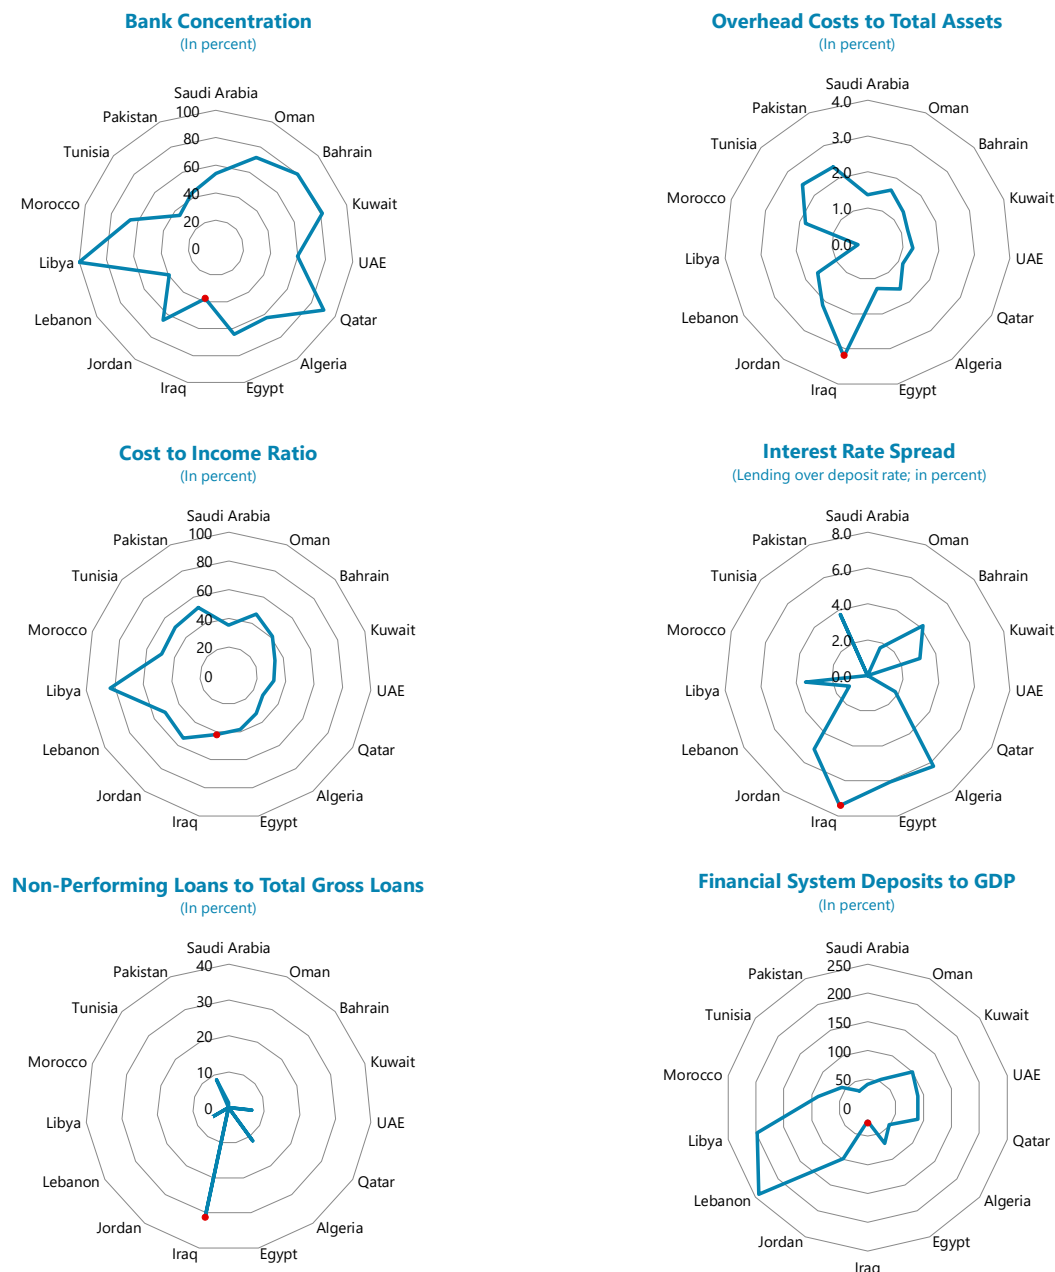 Bank Concentration
(In percent)
Saudi Arabia
Oman
Bahrain
Kuwait
UAE
Qatar
Algeria
Egypt
Iraq
Jordan
Lebanon
Libya
Morocco
Tunisia
Pakistan
100
80
60
40
20
0
Overhead Costs to Total Assets
(In percent)
Saudi Arabia
Oman
Bahrain
Kuwait
UAE
Qatar
Algeria
Egypt
Iraq
Jordan
Lebanon
Libya
Morocco
Tunisia
Pakistan
4.0
3.0
2.0
1.0
0.0
Cost to Income Ratio
(In percent)
Saudi Arabia
Oman
Bahrain
Kuwait
UAE
Qatar
Algeria
Egypt
Iraq
Jordan
Lebanon
Libya
Morocco
Tunisia
Pakistan
100
80
60
40
20
0
Interest Rate Spread
(Lending over deposit rate; in percent)
Saudi Arabia
Oman
Bahrain
Kuwait
UAE
Qatar
Algeria
Egypt
Iraq
Jordan
Lebanon
Libya
Morocco
Tunisia
Pakistan
8.0
6.0
4.0
2.0
0.0
Non-Performing Loans to Total Gross Loans
(In percent)
Saudi Arabia
Oman
Bahrain
Kuwait
UAE
Qatar
Algeria
Egypt
Iraq
Jordan
Lebanon
Libya
Morocco
Tunisia
Pakistan
40
30
20
10
0
Financial System Deposits to GDP
(In percent)
Saudi Arabia
Oman
Kuwait
UAE
Qatar
Algeria
Egypt
Iraq
Jordan
Lebanon
Libya
Morocco
Tunisia
Pakistan
250
200
150
100
50
0